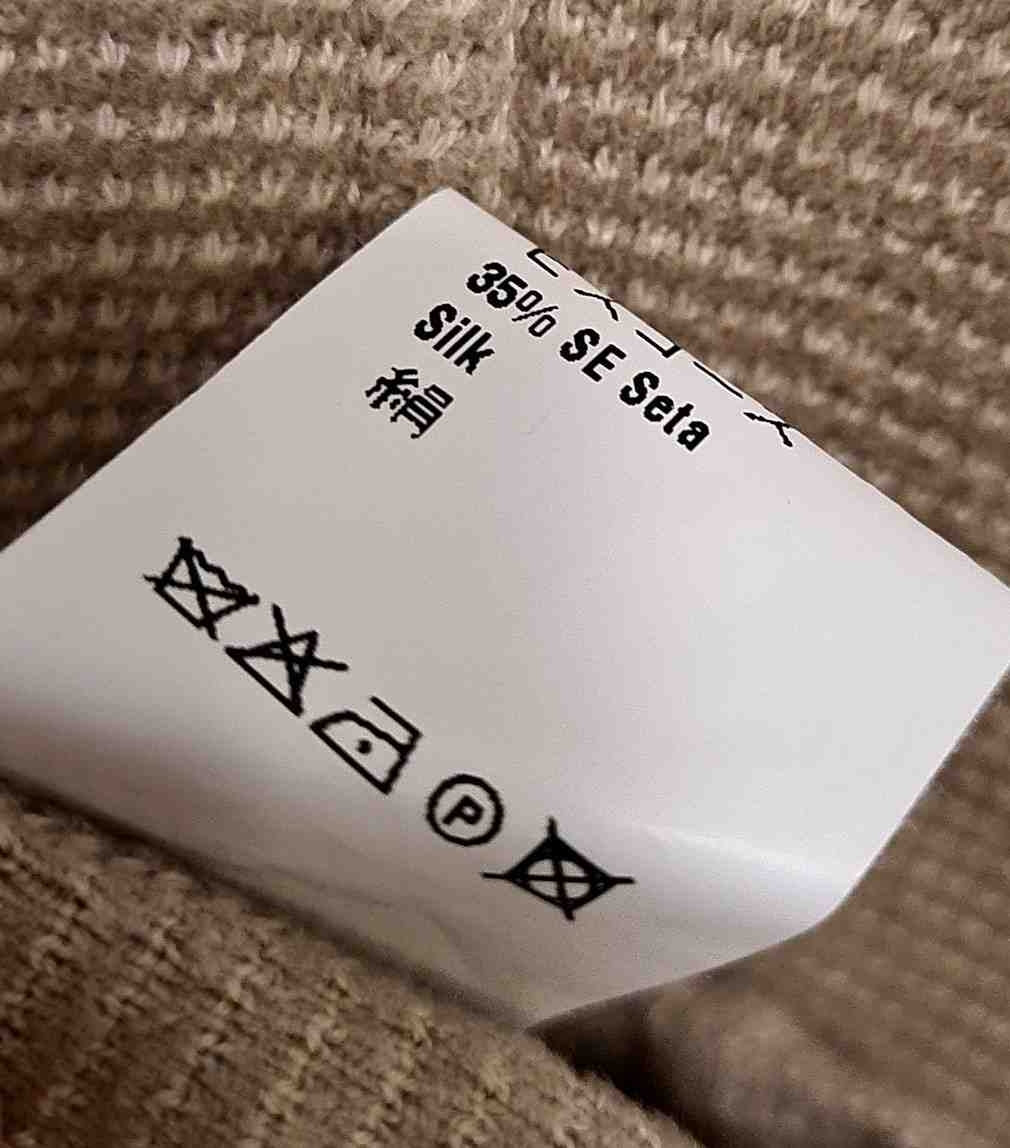 35% SE Seta
Silk
絹
P